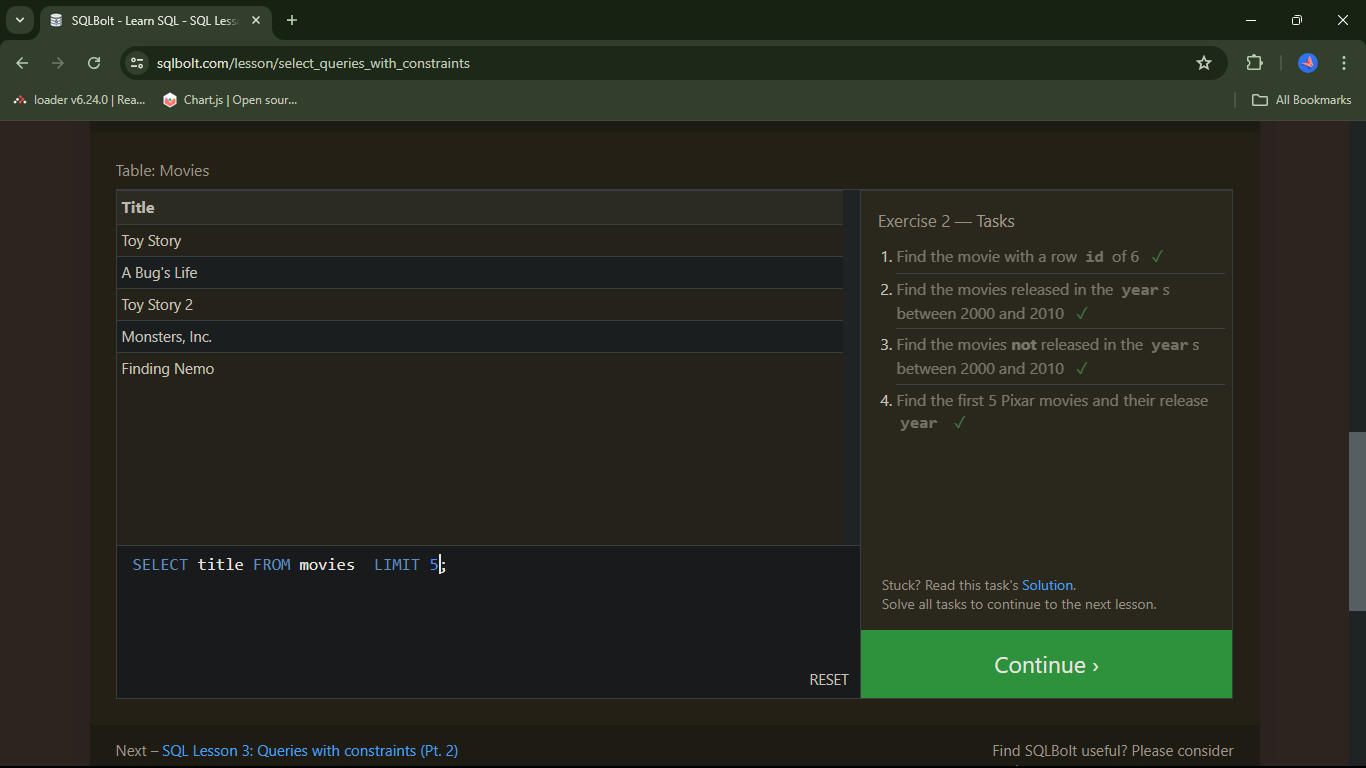 SQLBolt - Learn SQL - SQL Less
sqlbolt.com/lesson/select_queries_with_constraints
loader v6.24.0 | Rea...
Chart.js | Open sour...
All Bookmarks
Table: Movies
Title
Toy Story
A Bug's Life
Toy Story 2
Monsters, Inc.
Finding Nemo
SELECT title FROM movies  LIMIT 5;
RESET
Exercise 2 — Tasks
1. Find the movie with a row id of 6 ✓
2. Find the movies released in the year s
between 2000 and 2010 ✓
3. Find the movies not released in the year s
between 2000 and 2010 ✓
4. Find the first 5 Pixar movies and their release
year ✓
Stuck? Read this task's Solution.
Solve all tasks to continue to the next lesson.
Continue ›
Next – SQL Lesson 3: Queries with constraints (Pt. 2)
Find SQLBolt useful? Please consider